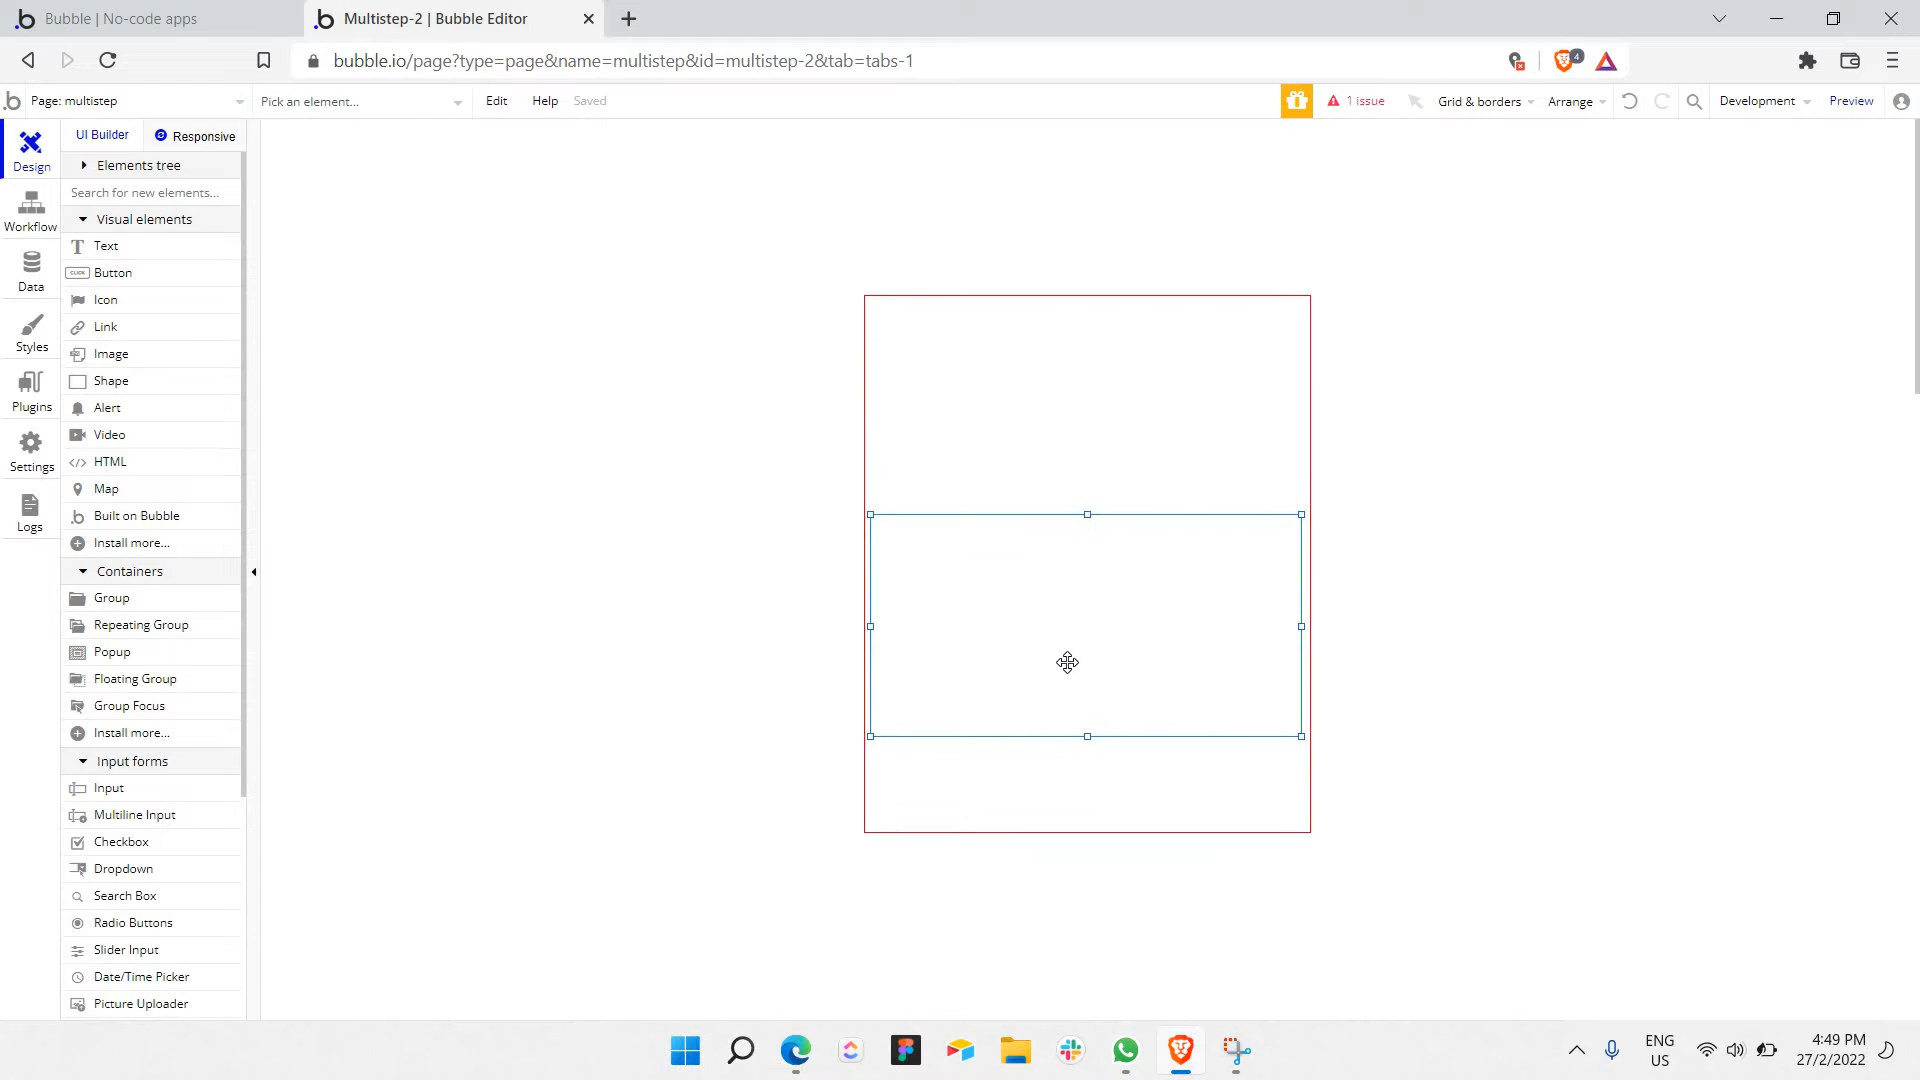 Bubble | No-code apps
Multistep-2 | Bubble Editor
bubble.io/page?type=page&name=multistep&id=multistep-2&tab=tabs-1
4
Page: multistep
Pick an element...
Edit
Help
Saved
1 issue
Grid & borders
Arrange
Development
Preview
UI Builder
Responsive
Design
Elements tree
Search for new elements...
Visual elements
Workflow
Text
CLICK
Button
Data
Icon
Link
Styles
Image
Shape
Plugins
Alert
Video
Settings
HTML
Map
Logs
Built on Bubble
Install more...
Containers
Group
Repeating Group
Popup
Floating Group
Group Focus
Install more...
Input forms
Input
Multiline Input
Checkbox
Dropdown
Search Box
Radio Buttons
Slider Input
Date/Time Picker
Picture Uploader
ENG
US
4:49 PM
27/2/2022